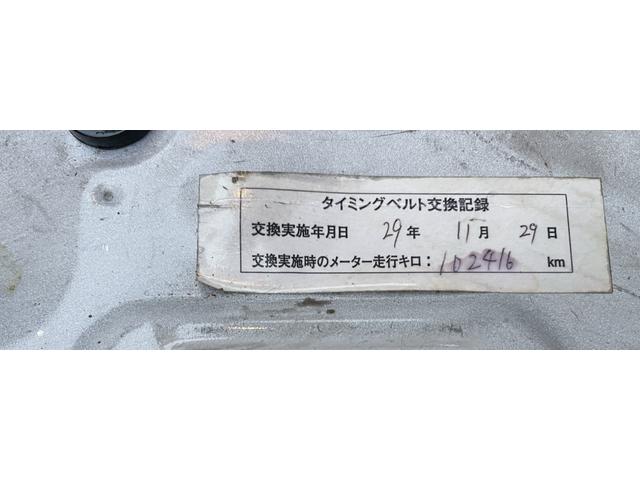 タイミングベルト交換記録
交換実施年月日 29年 11月 29日
交換実施時のメーター走行キロ：102416 km